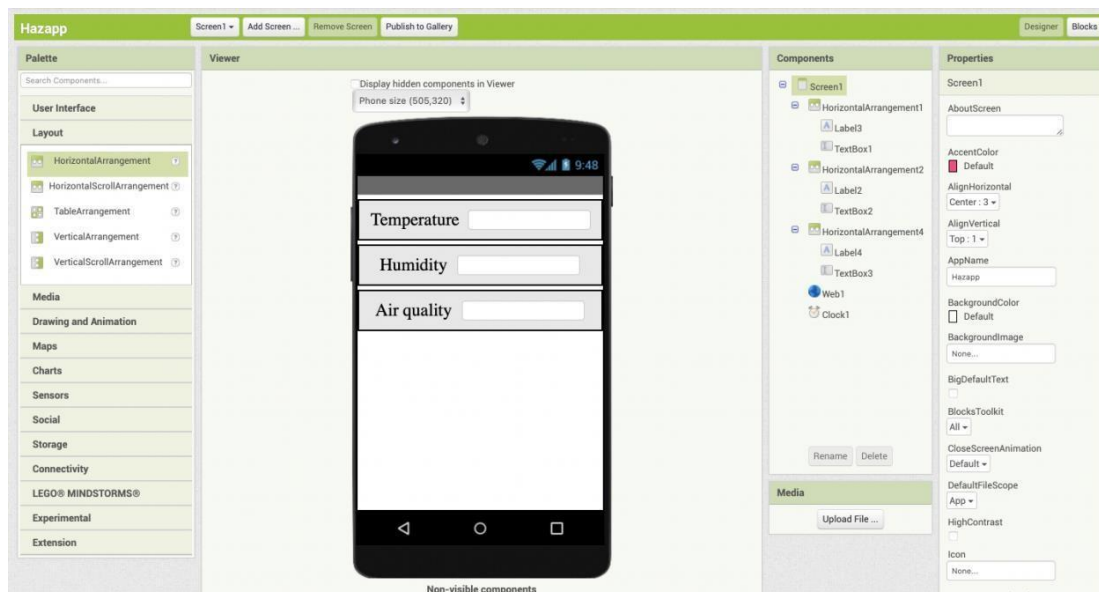 Hazapp
Screen1
Add Screen ...
Remove Screen
Publish to Gallery
Designer
Blocks
Palette
Search Components...
User Interface
Layout
HorizontalArrangement
HorizontalScrollArrangement
TableArrangement
VerticalArrangement
VerticalScrollArrangement
Media
Drawing and Animation
Maps
Charts
Sensors
Social
Storage
Connectivity
LEGO® MINDSTORMS®
Experimental
Extension
Viewer
Display hidden components in Viewer
Phone size (505,320)
9:48
Temperature
Humidity
Air quality
Non-visible components
Components
Screen1
HorizontalArrangement1
Label3
TextBox1
HorizontalArrangement2
Label2
TextBox2
HorizontalArrangement4
Label4
TextBox3
Web1
Clock1
Rename Delete
Media
Upload File ...
Properties
Screen1
AboutScreen
AccentColor
Default
AlignHorizontal
Center : 3
AlignVertical
Top : 1
AppName
Hazapp
BackgroundColor
Default
BackgroundImage
None...
BigDefaultText
BlocksToolkit
All
CloseScreenAnimation
Default
DefaultFileScope
App
HighContrast
Icon
None...